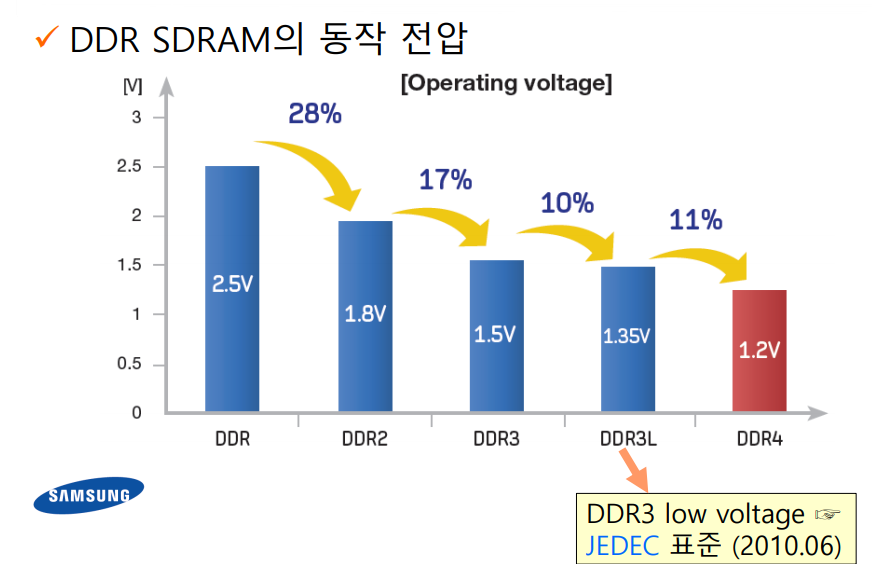 ✓ DDR SDRAM의 동작 전압
[V]
[Operating voltage]
3
2.5
2
1.5
1
0.5
0
28%
17%
10%
11%
2.5V
1.8V
1.5V
1.35V
1.2V
DDR
DDR2
DDR3
DDR3L
DDR4
SAMSUNG
DDR3 low voltage ☞
JEDEC 표준 (2010.06)